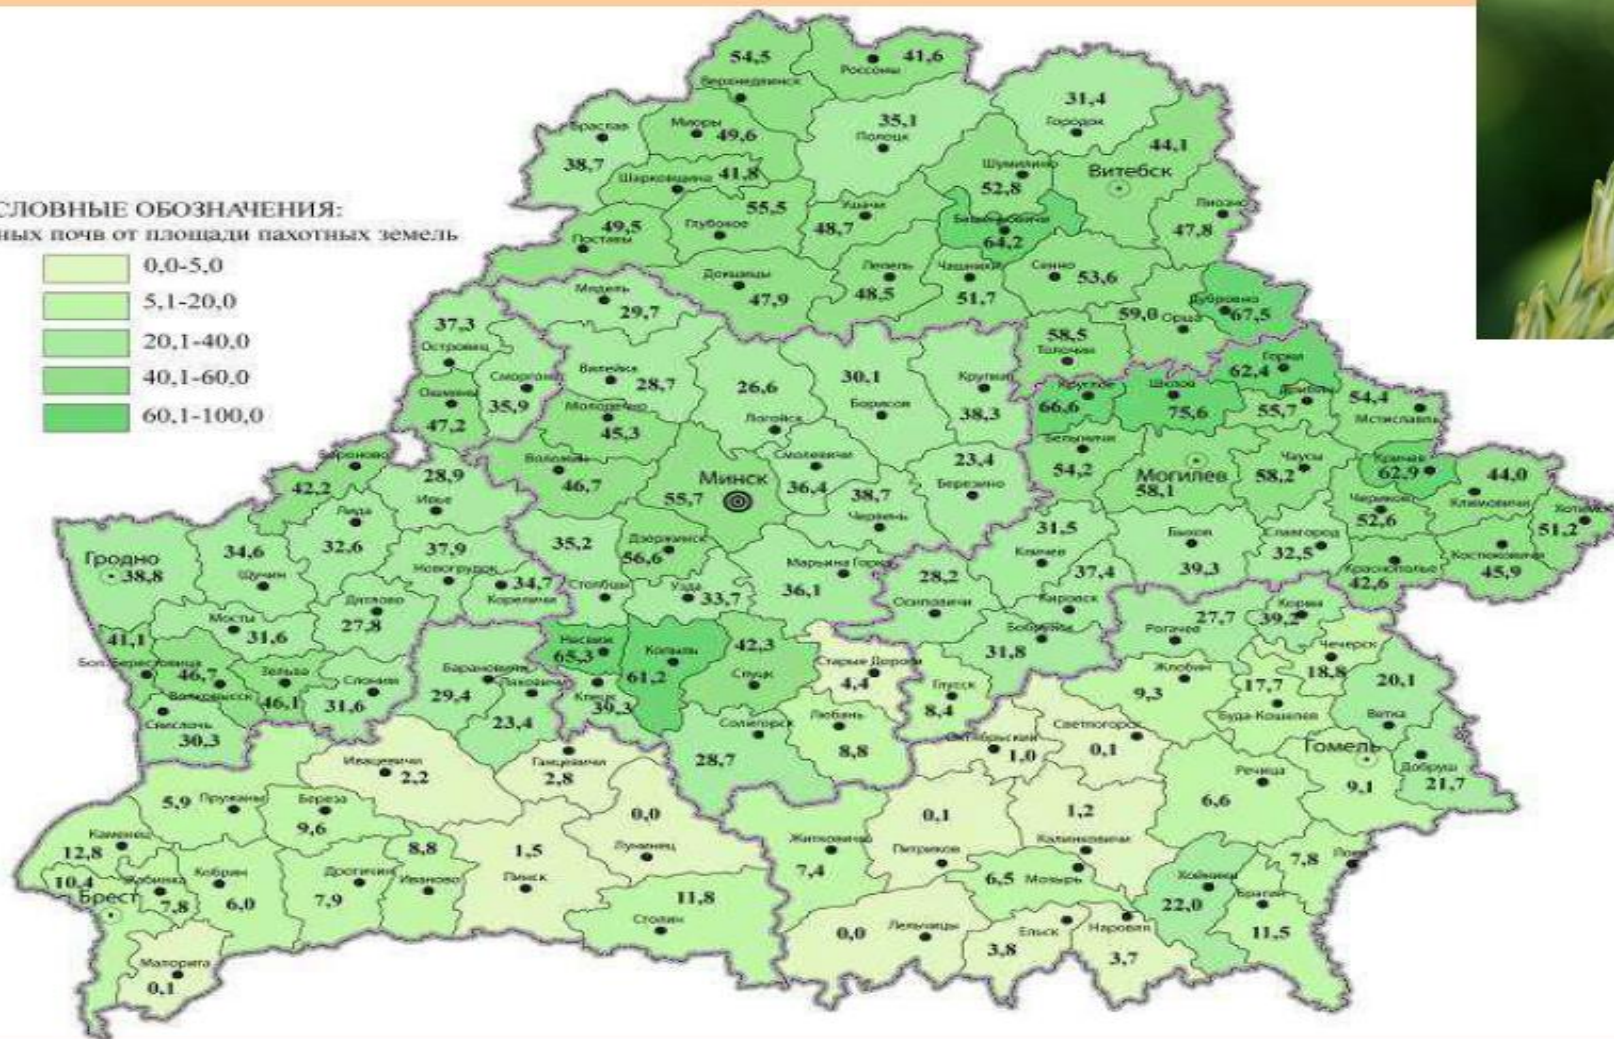 СЛОВНЫЕ ОБОЗНАЧЕНИЯ:
ных почв от площади пахотных земель
0,0-5,0
5,1-20,0
20,1-40,0
40,1-60,0
60,1-100,0
54,5
Верхнедвинск
Россоны
41,6
Браслав
38,7
Миоры
49,6
35,1
Полоцк
31,4
Городок
44,1
Витебск
Шарковщина
41,8
Шумилино
52,8
Лиозно
47,8
49,5
Поставы
55,5
Глубокое
Ушачи
48,7
64,2
Докшицы
47,9
Лепель
48,5
Чашники
51,7
Сенно
53,6
Дубровно
67,5
59,0
Орша
58,5
Толочин
37,3
Островец
Мядель
29,7
Сморгонь
35,9
Вилейка
28,7
26,6
Логойск
30,1
Борисов
Крупки
38,3
Ошмяны
47,2
Молодечно
45,3
Воложин
46,7
Минск
55,7
Смолевичи
36,4
38,7
Червень
23,4
Березино
Круглое
66,6
Шклов
75,6
Горки
62,4
55,7
54,4
Мстиславль
Белыничи
54,2
Могилев
58,1
Чаусы
58,2
Кричев
62,9
44,0
Климовичи
Чериков
52,6
Хотимск
51,2
Костюковичи
45,9
Краснополье
42,6
Славгород
32,5
Быхов
39,3
31,5
Кличев
37,4
Кировск
28,2
Осиповичи
Бобруйск
31,8
Глусск
8,4
Вороново
42,2
28,9
Ивье
Лида
32,6
Гродно
38,8
34,6
Щучин
37,9
Новогрудок
34,7
Кореличи
Дятлово
27,8
Мосты
31,6
41,1
Бол. Берестовица
46,7
Волковысск
Зельва
46,1
Слоним
31,6
Свислочь
30,3
35,2
Столбцы
Дзержинск
56,6
Узда
33,7
Марьина Горка
36,1
Несвиж
65,3
Копыль
61,2
42,3
Слуцк
Старые Дороги
4,4
Клецк
39,3
Солигорск
28,7
Любань
8,8
Барановичи
29,4
Ляховичи
23,4
Ивацевичи
2,2
Ганцевичи
2,8
5,9
Пружаны
Береза
9,6
0,0
Лунинец
1,5
Пинск
Каменец
12,8
10,4
Брест
Жабинка
7,8
Кобрин
6,0
Дрогичин
7,9
8,8
Иваново
11,8
Столин
Малорита
0,1
27,7
Рогачев
Корма
39,2
Чечерск
18,8
Жлобин
9,3
17,7
Буда-Кошелев
20,1
Ветка
Светлогорск
0,1
Октябрьский
1,0
Гомель
9,1
Добруш
21,7
Речица
6,6
0,1
Петриков
1,2
Калинковичи
Житковичи
7,4
6,5
Мозырь
Хойники
22,0
7,8
Брагин
11,5
0,0
Лельчицы
Ельск
3,8
Наровля
3,7